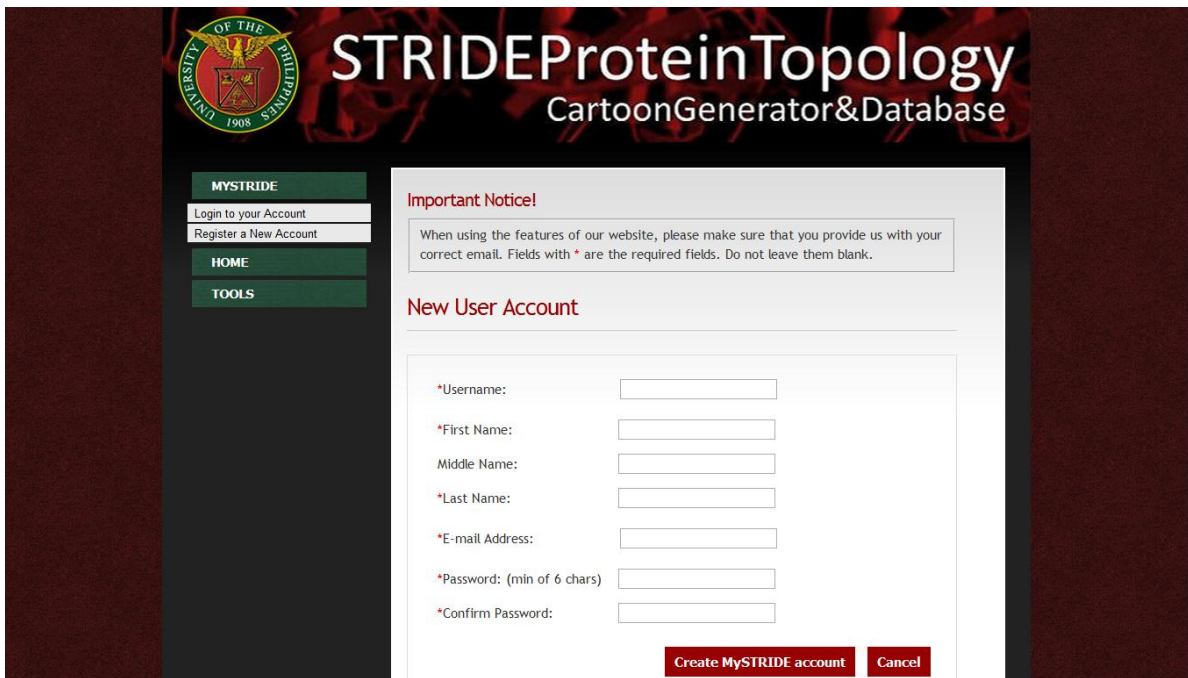 UNIVERSITY OF THE PHILIPPINES
1908
STRIDEProteinTopology
CartoonGenerator&Database
MYSTRIDE
Login to your Account
Register a New Account
HOME
TOOLS
Important Notice!
When using the features of our website, please make sure that you provide us with your
correct email. Fields with * are the required fields. Do not leave them blank.
New User Account
*Username:
*First Name:
Middle Name:
*Last Name:
*E-mail Address:
*Password: (min of 6 chars)
*Confirm Password:
Create MySTRIDE account
Cancel